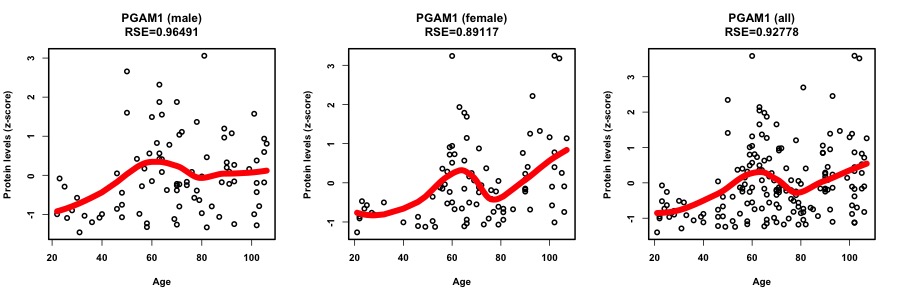 PGAM1 (male)
RSE=0.96491
Protein levels (z-score)
3
2
1
0
-1
20 40 60 80 100
Age
PGAM1 (female)
RSE=0.89117
Protein levels (z-score)
3
2
1
0
-1
20 40 60 80 100
Age
PGAM1 (all)
RSE=0.92778
Protein levels (z-score)
3
2
1
0
-1
20 40 60 80 100
Age